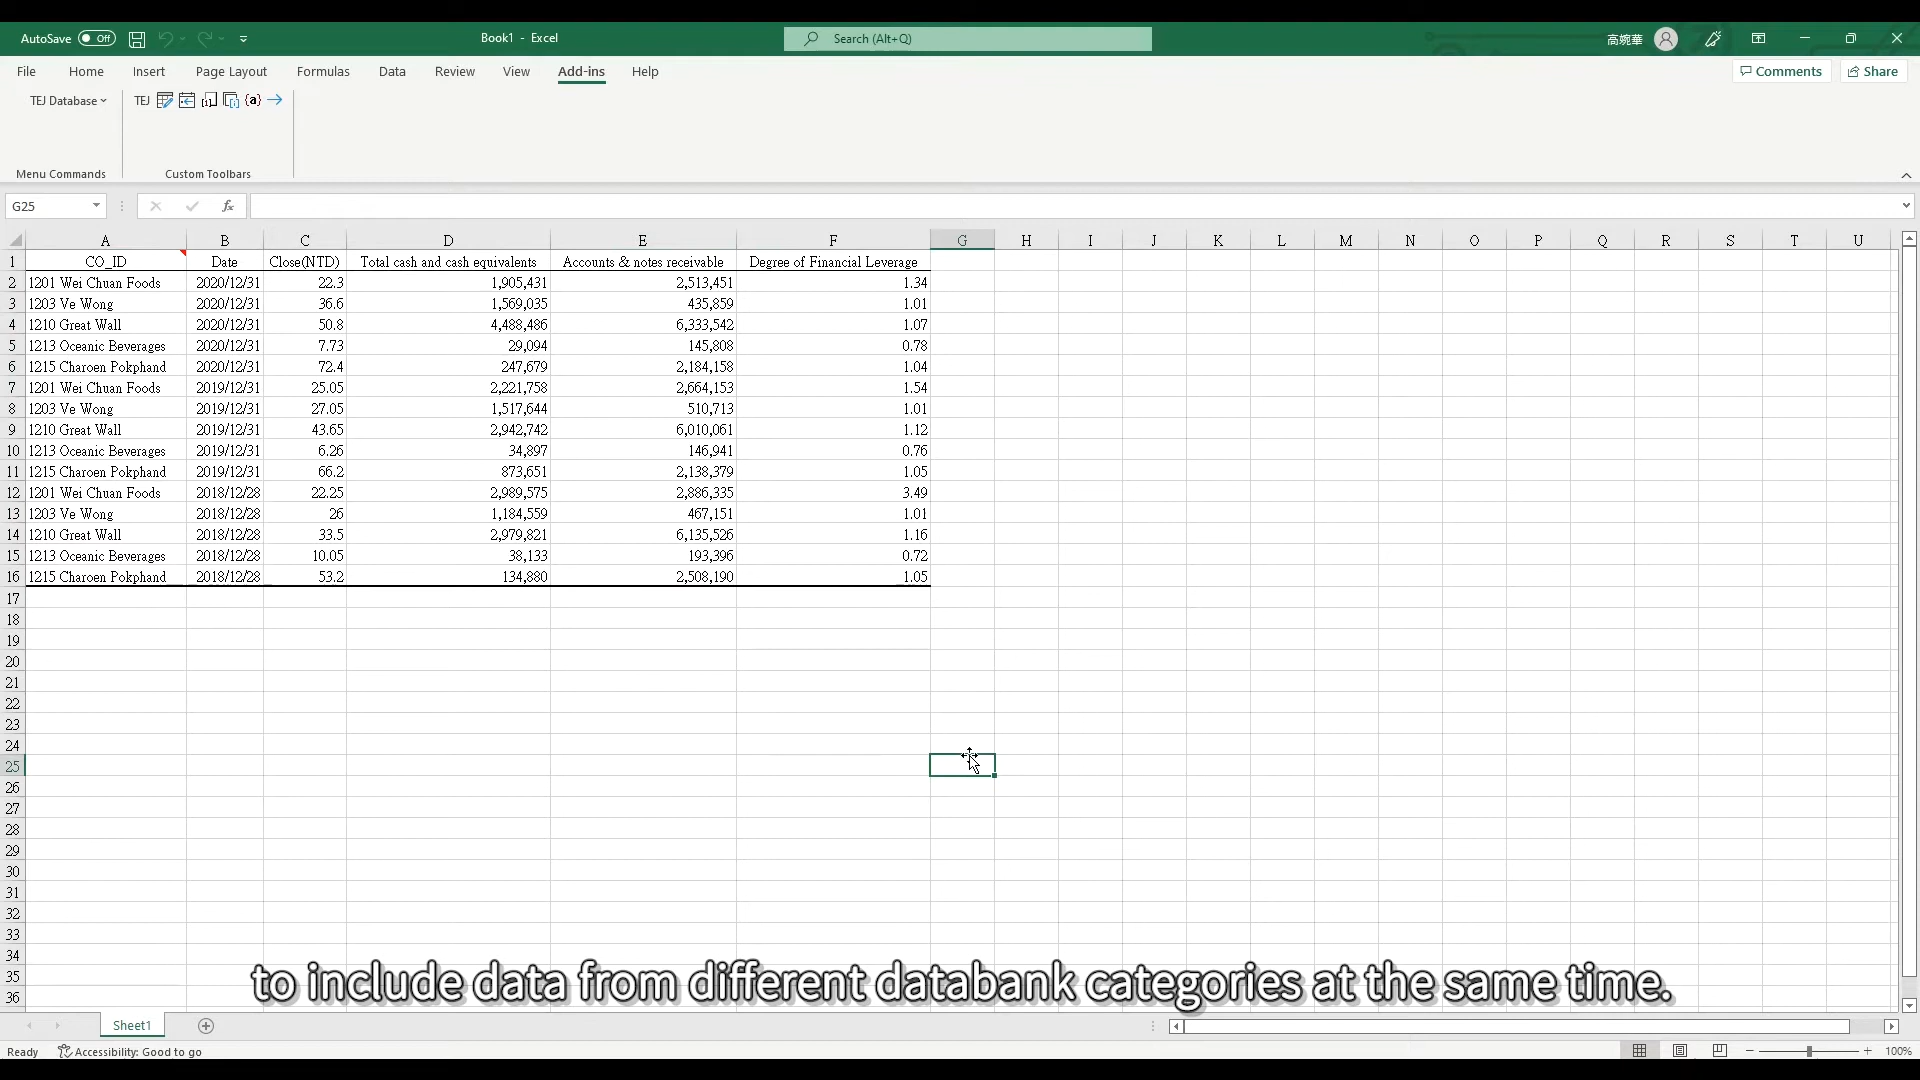 AutoSave Off Book1 - Excel Search (Alt+Q) 高婉華
File Home Insert Page Layout Formulas Data Review View Add-ins Help Comments Share
TEJ Database TEJ {a}
Menu Commands Custom Toolbars
G25 fx
A B C D E F G H I J K L M N O P Q R S T U
1 CO_ID Date Close(NTD) Total cash and cash equivalents Accounts & notes receivable Degree of Financial Leverage
2 1201 Wei Chuan Foods 2020/12/31 22.3 1,905,431 2,513,451 1.34
3 1203 Ve Wong 2020/12/31 36.6 1,569,035 435,859 1.01
4 1210 Great Wall 2020/12/31 50.8 4,488,486 6,333,542 1.07
5 1213 Oceanic Beverages 2020/12/31 7.73 29,094 145,808 0.78
6 1215 Charoen Pokphand 2020/12/31 72.4 247,679 2,184,158 1.04
7 1201 Wei Chuan Foods 2019/12/31 25.05 2,221,758 2,664,153 1.54
8 1203 Ve Wong 2019/12/31 27.05 1,517,644 510,713 1.01
9 1210 Great Wall 2019/12/31 43.65 2,942,742 6,010,061 1.12
10 1213 Oceanic Beverages 2019/12/31 6.26 34,897 146,941 0.76
11 1215 Charoen Pokphand 2019/12/31 66.2 873,651 2,138,379 1.05
12 1201 Wei Chuan Foods 2018/12/28 22.25 2,989,575 2,886,335 3.49
13 1203 Ve Wong 2018/12/28 26 1,184,559 467,151 1.01
14 1210 Great Wall 2018/12/28 33.5 2,979,821 6,135,526 1.16
15 1213 Oceanic Beverages 2018/12/28 10.05 38,133 193,396 0.72
16 1215 Charoen Pokphand 2018/12/28 53.2 134,880 2,508,190 1.05
17
18
19
20
21
22
23
24
25
26
27
28
29
30
31
32
33
34
35
36
to include data from different databank categories at the same time.
Sheet1
Ready Accessibility: Good to go 100%